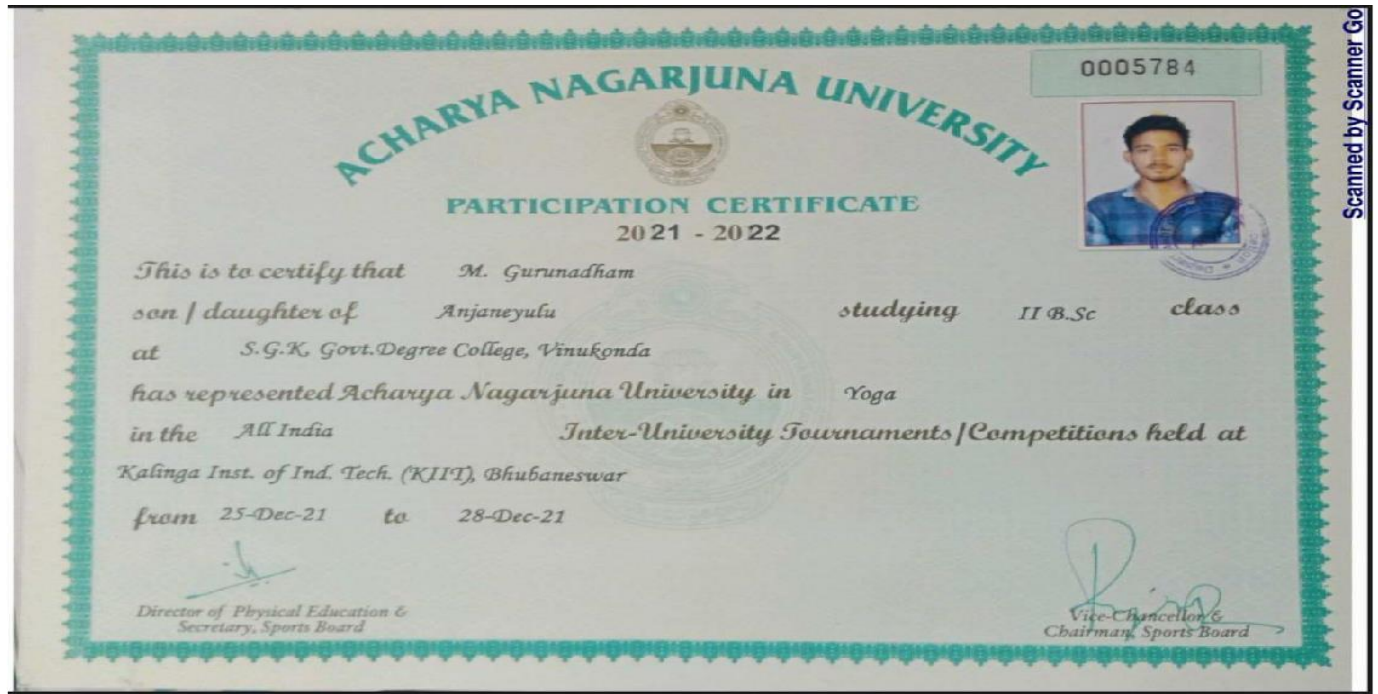 0005784
ACHARYA NAGARJUNA UNIVERSITY
PARTICIPATION CERTIFICATE
2021 - 2022
This is to certify that M. Gurunadham
son / daughter of Anjaneyulu studying II B.Sc class
at S.G.K, Govt.Degree College, Vinukonda
has represented Acharya Nagarjuna University in Yoga
in the All India Inter-University Tournaments/Competitions held at
Kalinga Inst. of Ind. Tech. (KIIT), Bhubaneswar
from 25-Dec-21 to 28-Dec-21
Director of Physical Education &
Secretary, Sports Board
Vice-Chancellor &
Chairman, Sports Board
Scanned by Scanner Go